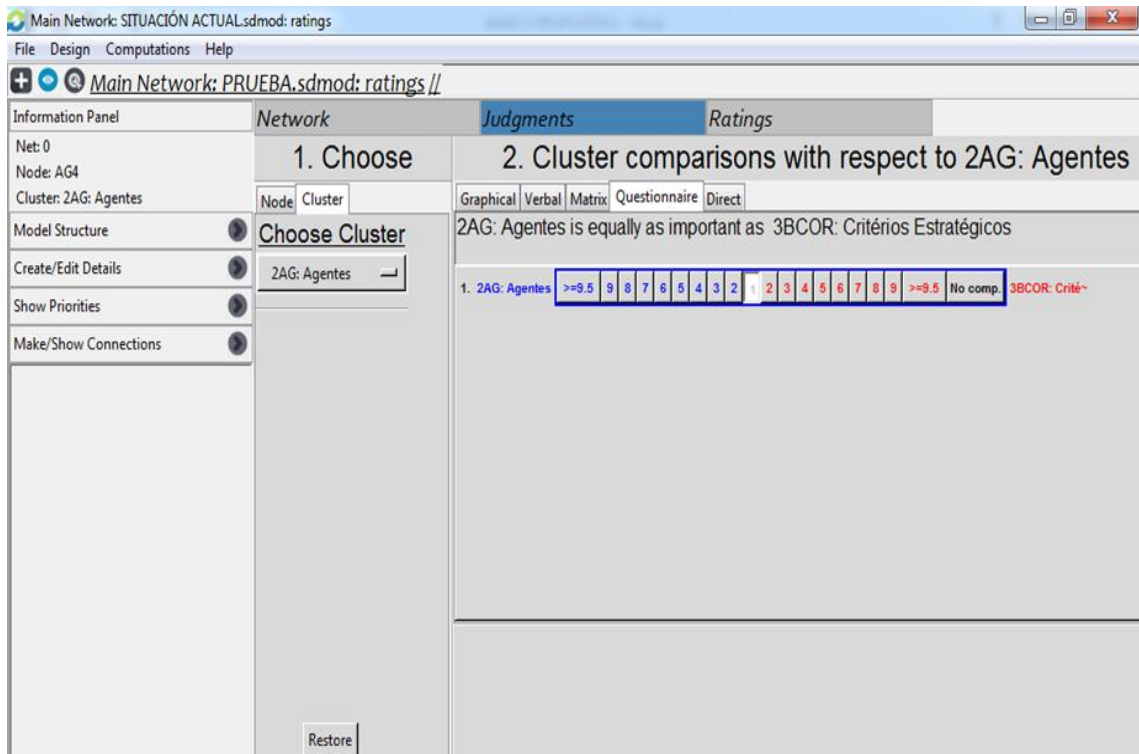 Main Network: SITUACIÓN ACTUAL.sdmod: ratings
File Design Computations Help
Main Network: PRUEBA.sdmod: ratings //
Information Panel
Net: 0
Node: AG4
Cluster: 2AG: Agentes
Model Structure
Create/Edit Details
Show Priorities
Make/Show Connections
Network Judgments Ratings
1. Choose
Node Cluster
Choose Cluster
2AG: Agentes
Restore
2. Cluster comparisons with respect to 2AG: Agentes
Graphical Verbal Matrix Questionnaire Direct
2AG: Agentes is equally as important as 3BCOR: Critérios Estratégicos
1. 2AG: Agentes >=9.5 9 8 7 6 5 4 3 2 1 2 3 4 5 6 7 8 9 >=9.5 No comp. 3BCOR: Crité~